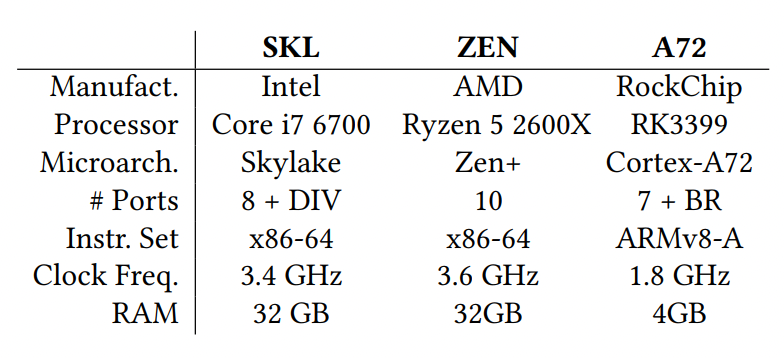 SKL ZEN A72
Manufact. Intel AMD RockChip
Processor Core i7 6700 Ryzen 5 2600X RK3399
Microarch. Skylake Zen+ Cortex-A72
# Ports 8 + DIV 10 7 + BR
Instr. Set x86-64 x86-64 ARMv8-A
Clock Freq. 3.4 GHz 3.6 GHz 1.8 GHz
RAM 32 GB 32GB 4GB